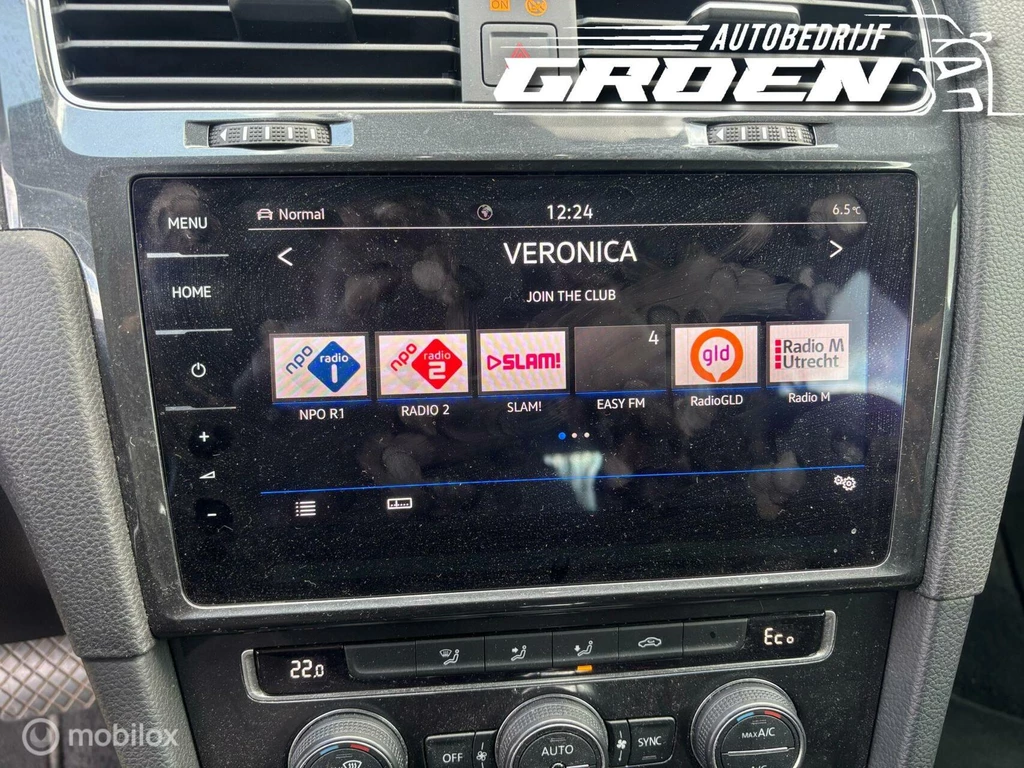 ON
AUTOBEDRIJF
GROEN
MENU
HOME
+
-
Normal
12:24
6.5°C
< VERONICA >
JOIN THE CLUB
npo radio 1
npo radio 2
SLAM!
4
gld
Radio M Utrecht
NPO R1
RADIO 2
SLAM!
EASY FM
RadioGLD
Radio M
22.0
Eco
OFF
AUTO
SYNC
MAX A/C
A/C
mobilox